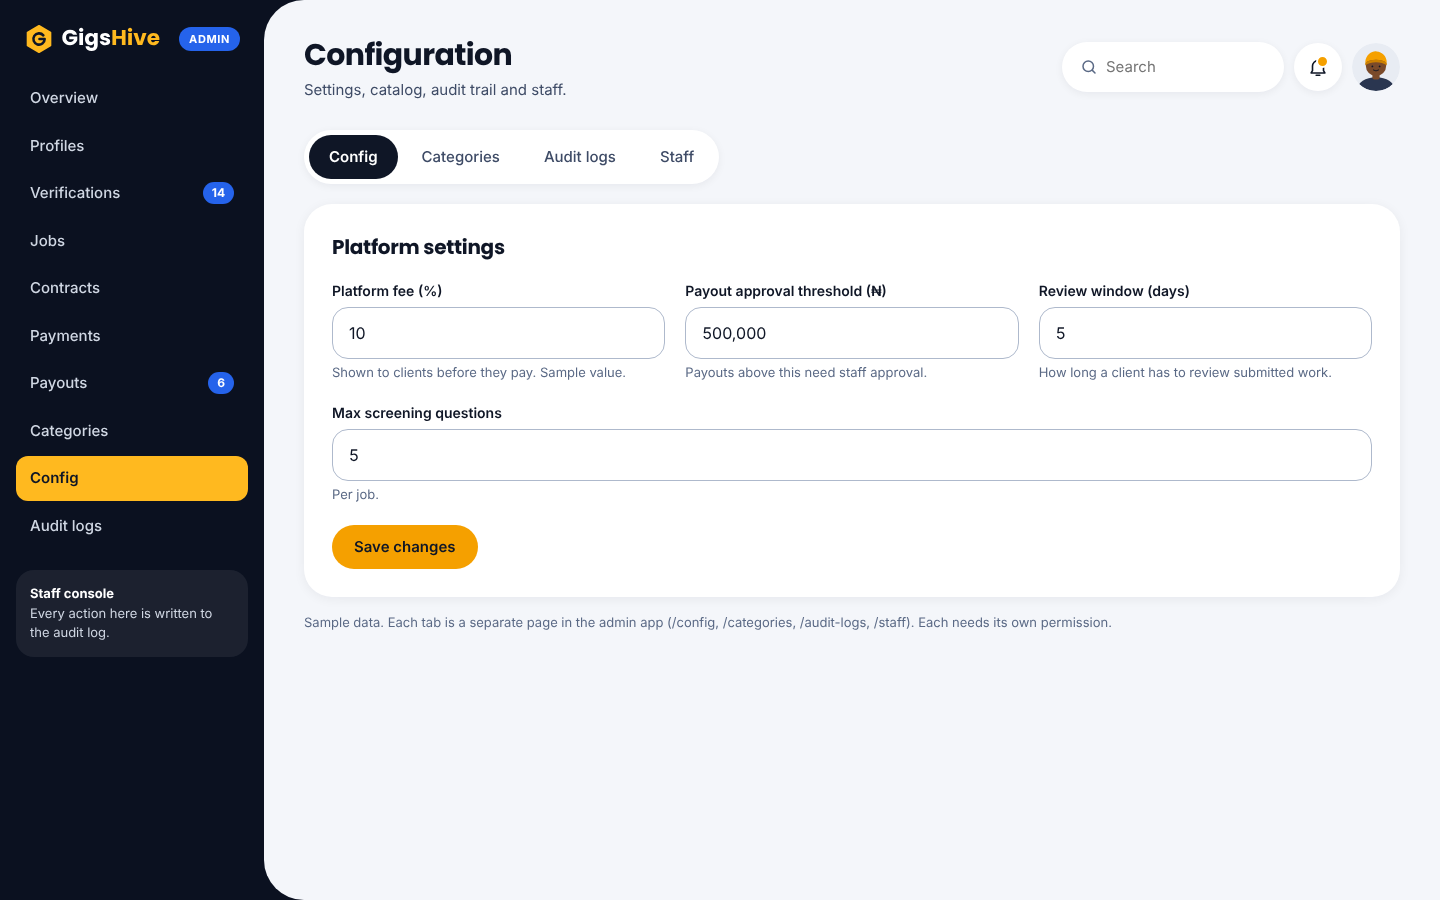 GigsHive
ADMIN
Overview
Profiles
Verifications 14
Jobs
Contracts
Payments
Payouts 6
Categories
Config
Audit logs
Staff console
Every action here is written to
the audit log.
Configuration
Settings, catalog, audit trail and staff.
Search
Config Categories Audit logs Staff
Platform settings
Platform fee (%)
10
Shown to clients before they pay. Sample value.
Payout approval threshold (₦)
500,000
Payouts above this need staff approval.
Review window (days)
5
How long a client has to review submitted work.
Max screening questions
5
Per job.
Save changes
Sample data. Each tab is a separate page in the admin app (/config, /categories, /audit-logs, /staff). Each needs its own permission.